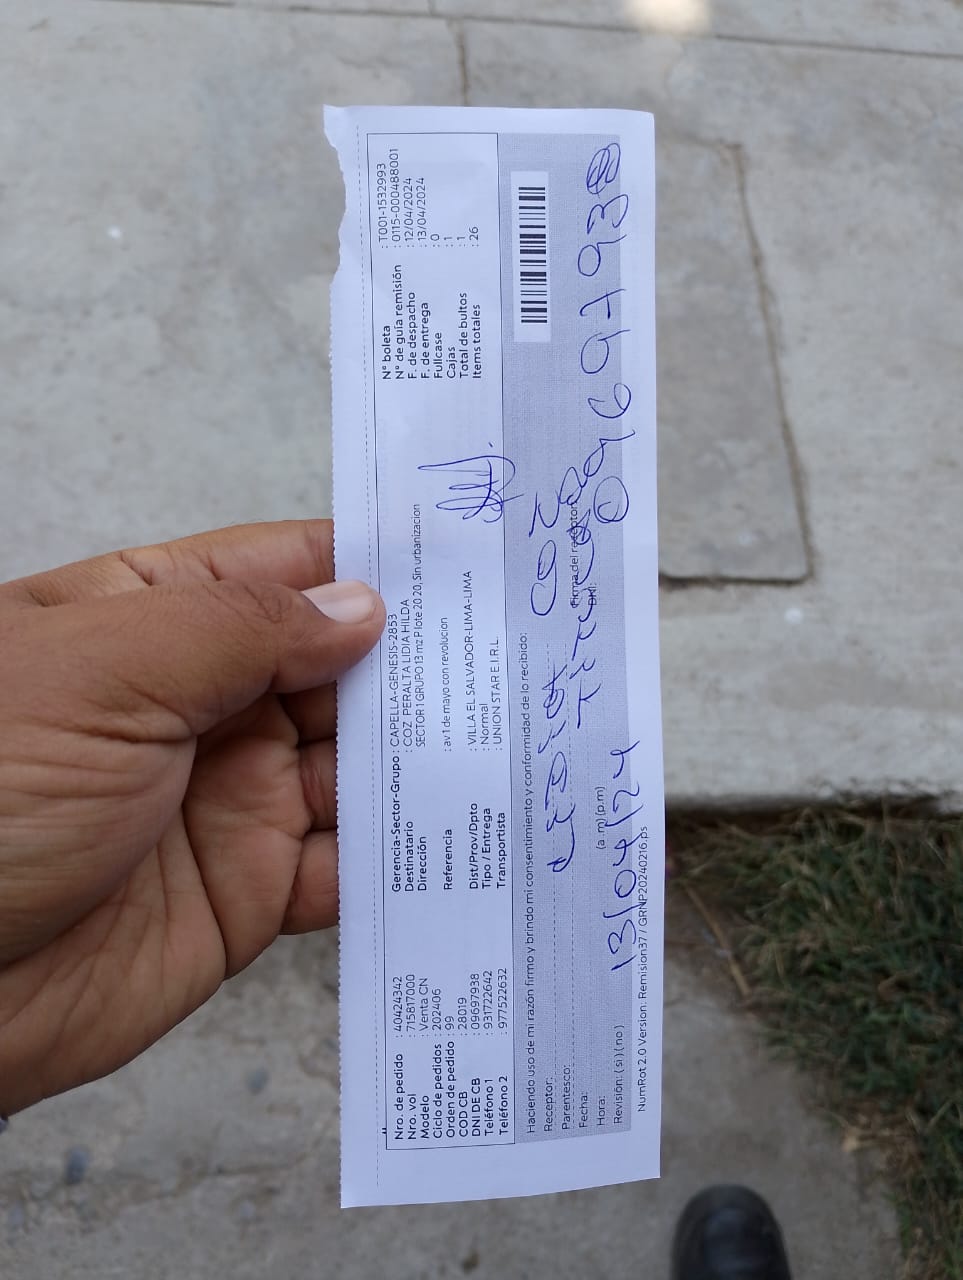 Nro. de pedido : 40424342
Nro. vol : 715817000
Modelo : Venta CN
Ciclo de pedidos : 202406
Orden de pedido : 99
COD CB : 28019
DNI DE CB : 09697938
Teléfono 1 : 931722642
Teléfono 2 : 977522632
Gerencia-Sector-Grupo : CAPELLA-GENESIS-2853
Destinatario : COZ PERALTA LIDIA HILDA
Dirección SECTOR 1 GRUPO 13 mz P lote 20 20, Sin urbanizacion
Referencia : av 1 de mayo con revolucion
Dist/Prov/Dpto : VILLA EL SALVADOR-LIMA-LIMA
Tipo / Entrega : Normal
Transportista : UNION STAR E.I.R.L.
N° boleta : T001-1532993
N° de guía remisión : 0115-000488001
F. de despacho : 12/04/2024
F. de entrega : 13/04/2024
Fullcase : 0
Cajas : 1
Total de bultos : 1
Items totales : 26
Haciendo uso de mi razón firmo y brindo mi consentimiento y conformidad de lo recibido:
Receptor: LIDIA COZ
Parentesco: TITULAR
Firma del receptor
Fecha: 13/04/24
DNI: 09697938
Hora: (a.m) (p.m)
Revisión: ( si ) ( no )
NumRot 2.0 Version: Remision37 / GRNP20240216.ps